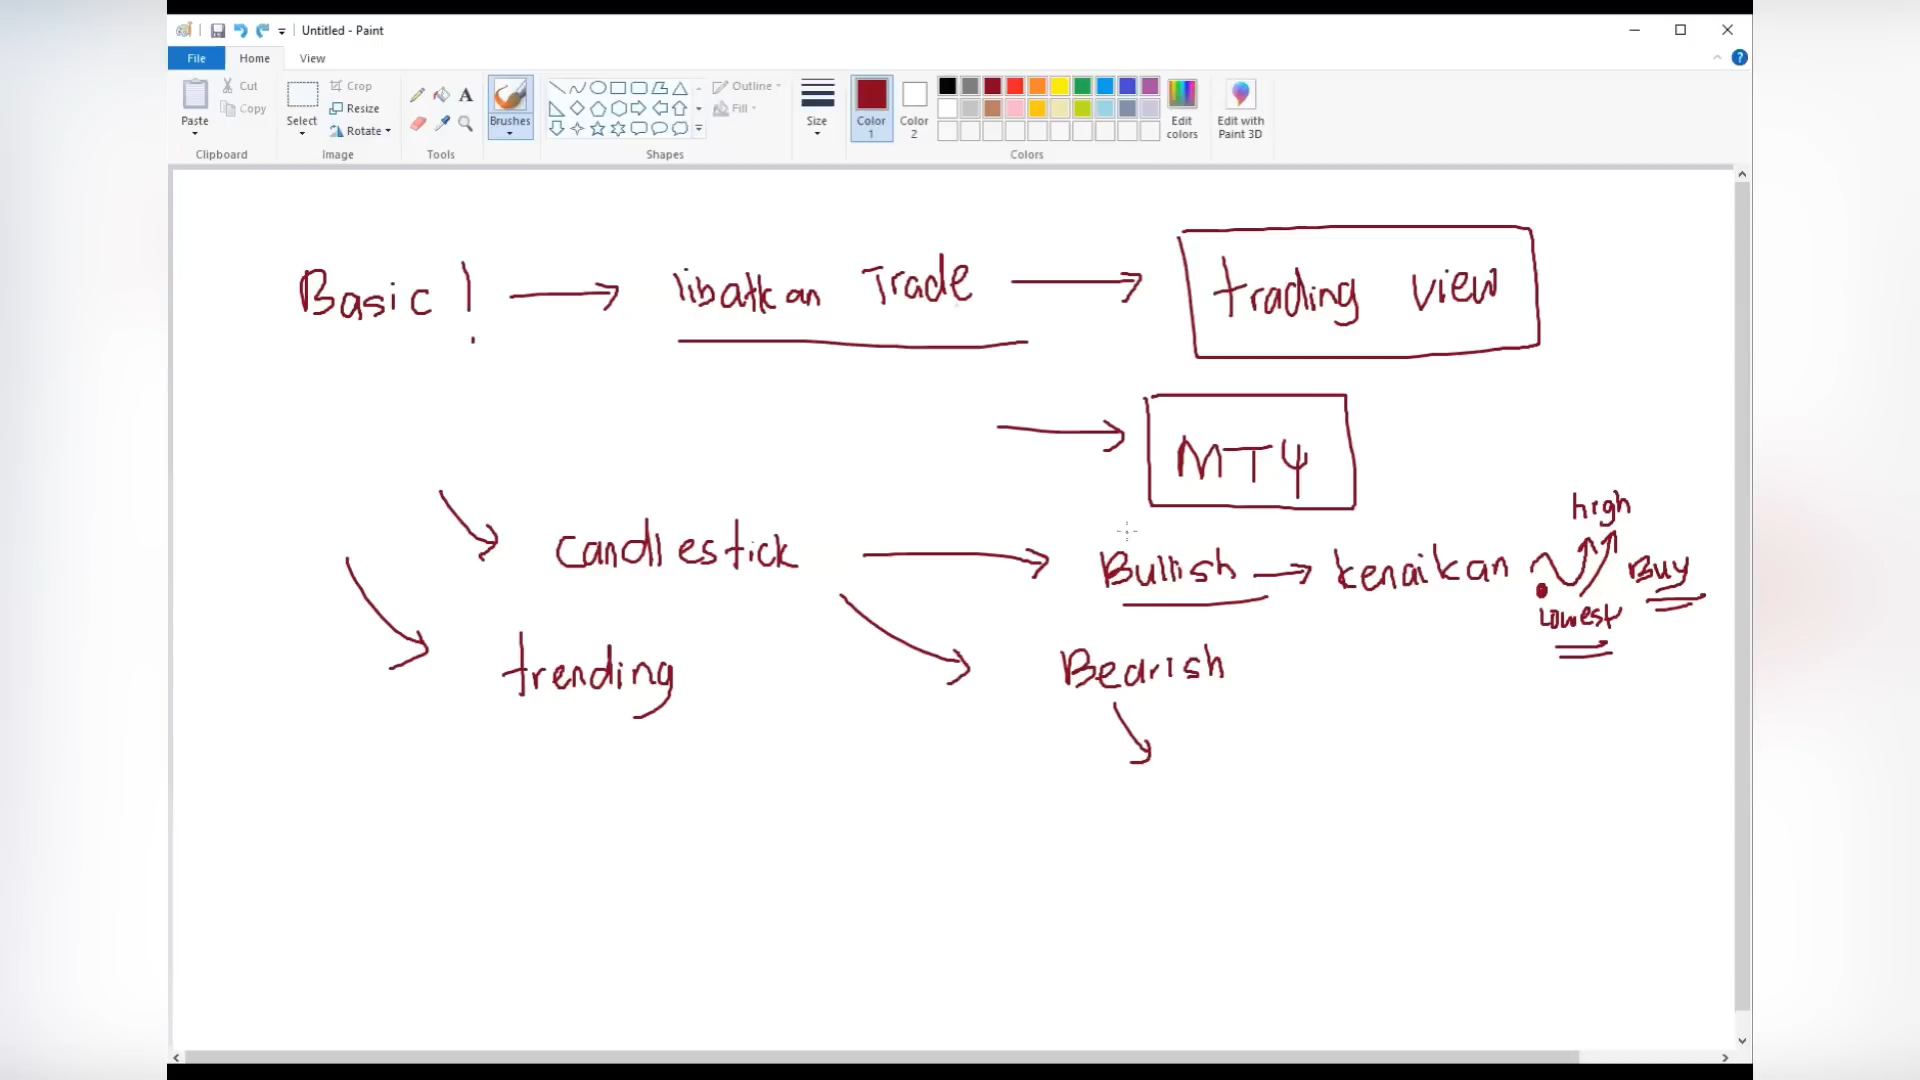 Untitled - Paint
File Home View
Paste
Cut
Copy
Clipboard
Select
Crop
Resize
Rotate
Image
Tools
Brushes
Shapes
Outline
Fill
Size
Color 1
Color 2
Colors
Edit colors
Edit with Paint 3D
Basic ! libatkan Trade trading view
MT4
candlestick Bullish kenaikan high Buy
lowest
trending Bearish